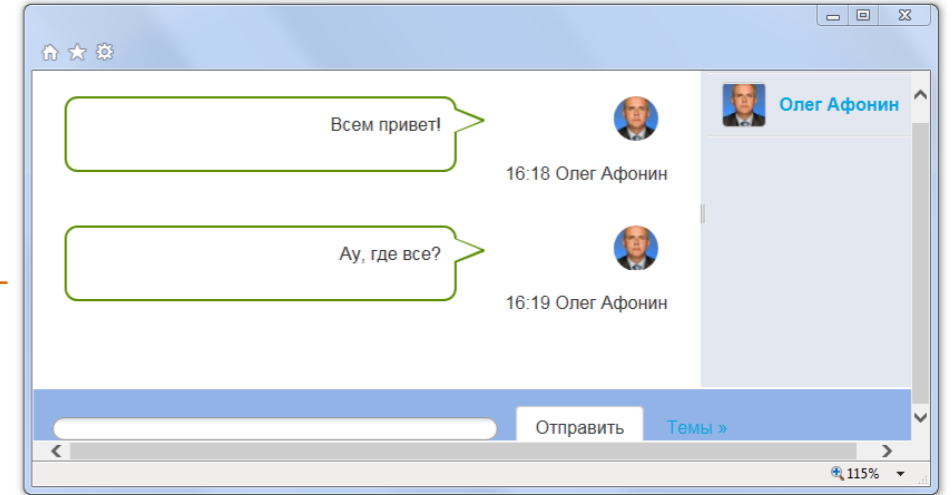 Всем привет!
Олег Афонин
16:18 Олег Афонин
Ау, где все?
16:19 Олег Афонин
Отправить
Темы »
115%